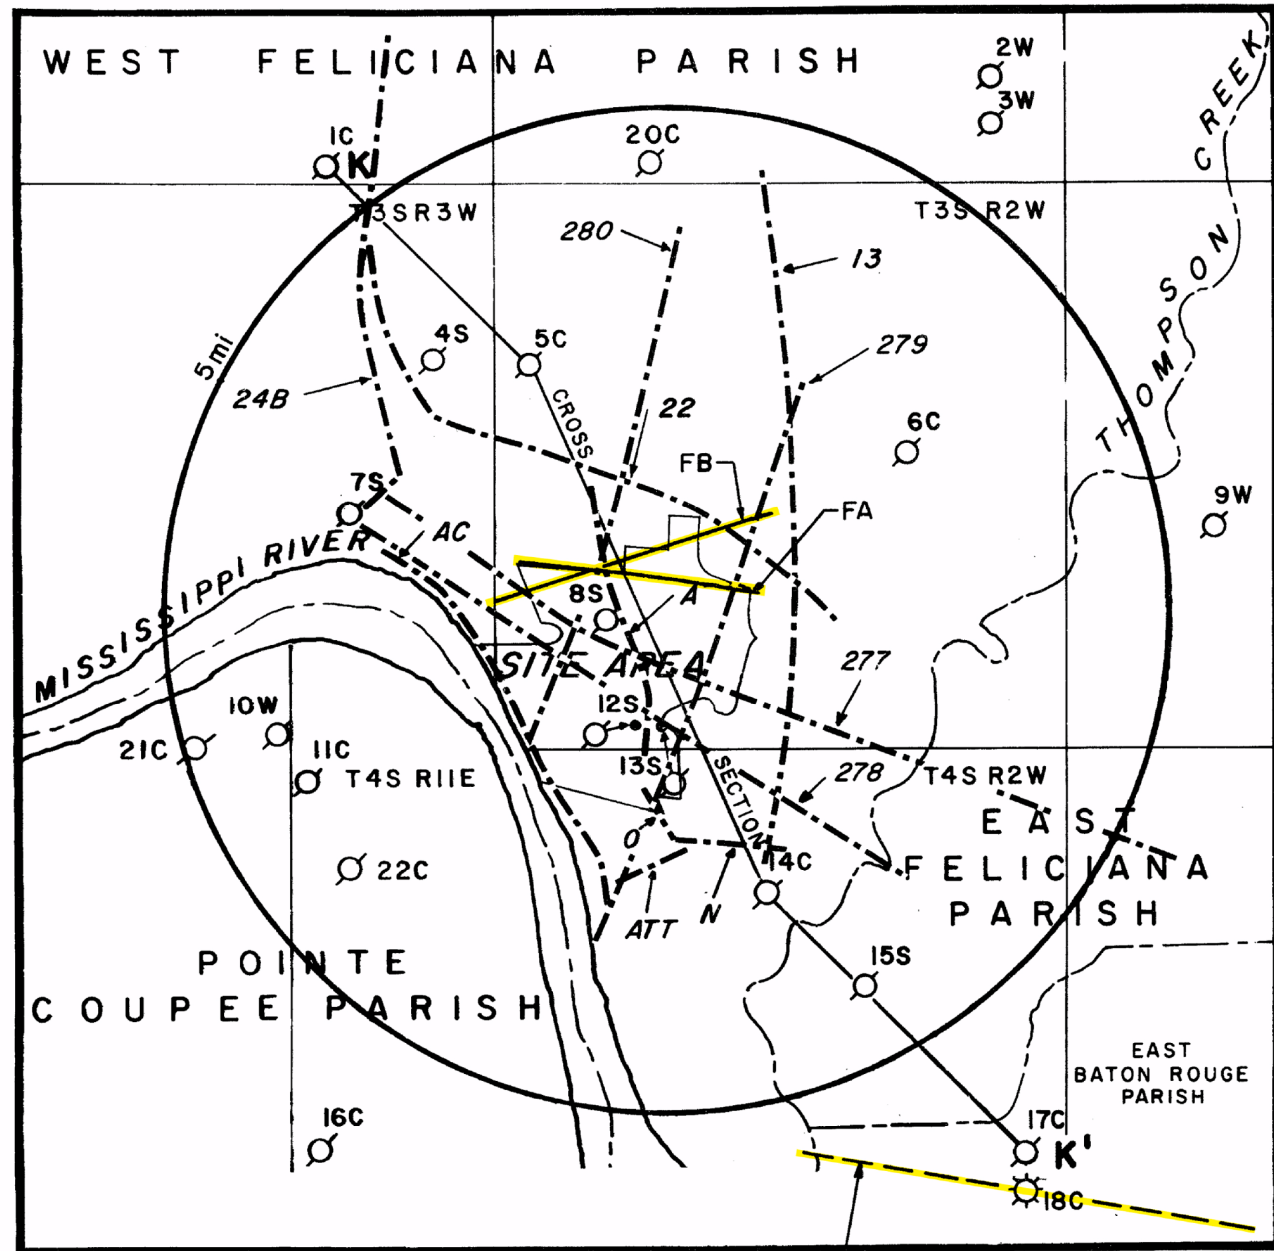 WEST FELICIANA PARISH
2W
3W
CREEK
1C
K
20C
T3S R3W
T3S R2W
280
13
THOMPSON
5mi
4S
5C
279
24B
CROSS
22
6C
FB
7S
FA
9W
AC
MISSISSIPPI RIVER
8S
A
SITE AREA
277
10W
12S
21C
11C
T4S R11E
13S
SECTION
278
T4S R2W
EAST
FELICIANA
PARISH
O
14C
22C
ATT
N
POINTE
COUPEE PARISH
15S
EAST
BATON ROUGE
PARISH
16C
17C
K'
18C